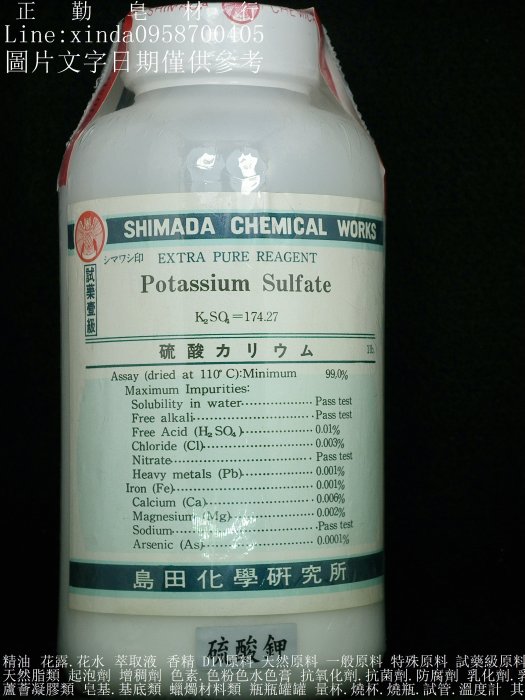 正勤皂材行
Line:xinda0958700405
圖片文字日期僅供參考
SHIMADA CHEMICAL WORKS
シマワシ印 EXTRA PURE REAGENT
試藥壹級
Potassium Sulfate
K₂SO₄=174.27
硫酸カリウム 1lb.
Assay (dried at 110°C):Minimum 99.0%
Maximum Impurities:
Solubility in water Pass test
Free alkali Pass test
Free Acid (H₂SO₄) 0.01%
Chloride (Cl) 0.003%
Nitrate Pass test
Heavy metals (Pb) 0.001%
Iron (Fe) 0.001%
Calcium (Ca) 0.006%
Magnesium (Mg) 0.002%
Sodium Pass test
Arsenic (As) 0.0001%
島田化學研究所
硫酸鉀
精油 花露.花水 萃取液 香精 DIY原料 天然原料 一般原料 特殊原料 試藥級原料
天然脂類 起泡劑 增稠劑 色素.色粉色水色膏 抗氧化劑.抗菌劑.防腐劑 乳化劑
蘆薈凝膠類 皂基.基底類 蠟燭材料類 瓶瓶罐罐 量杯.燒杯.燒瓶.試管.溫度計